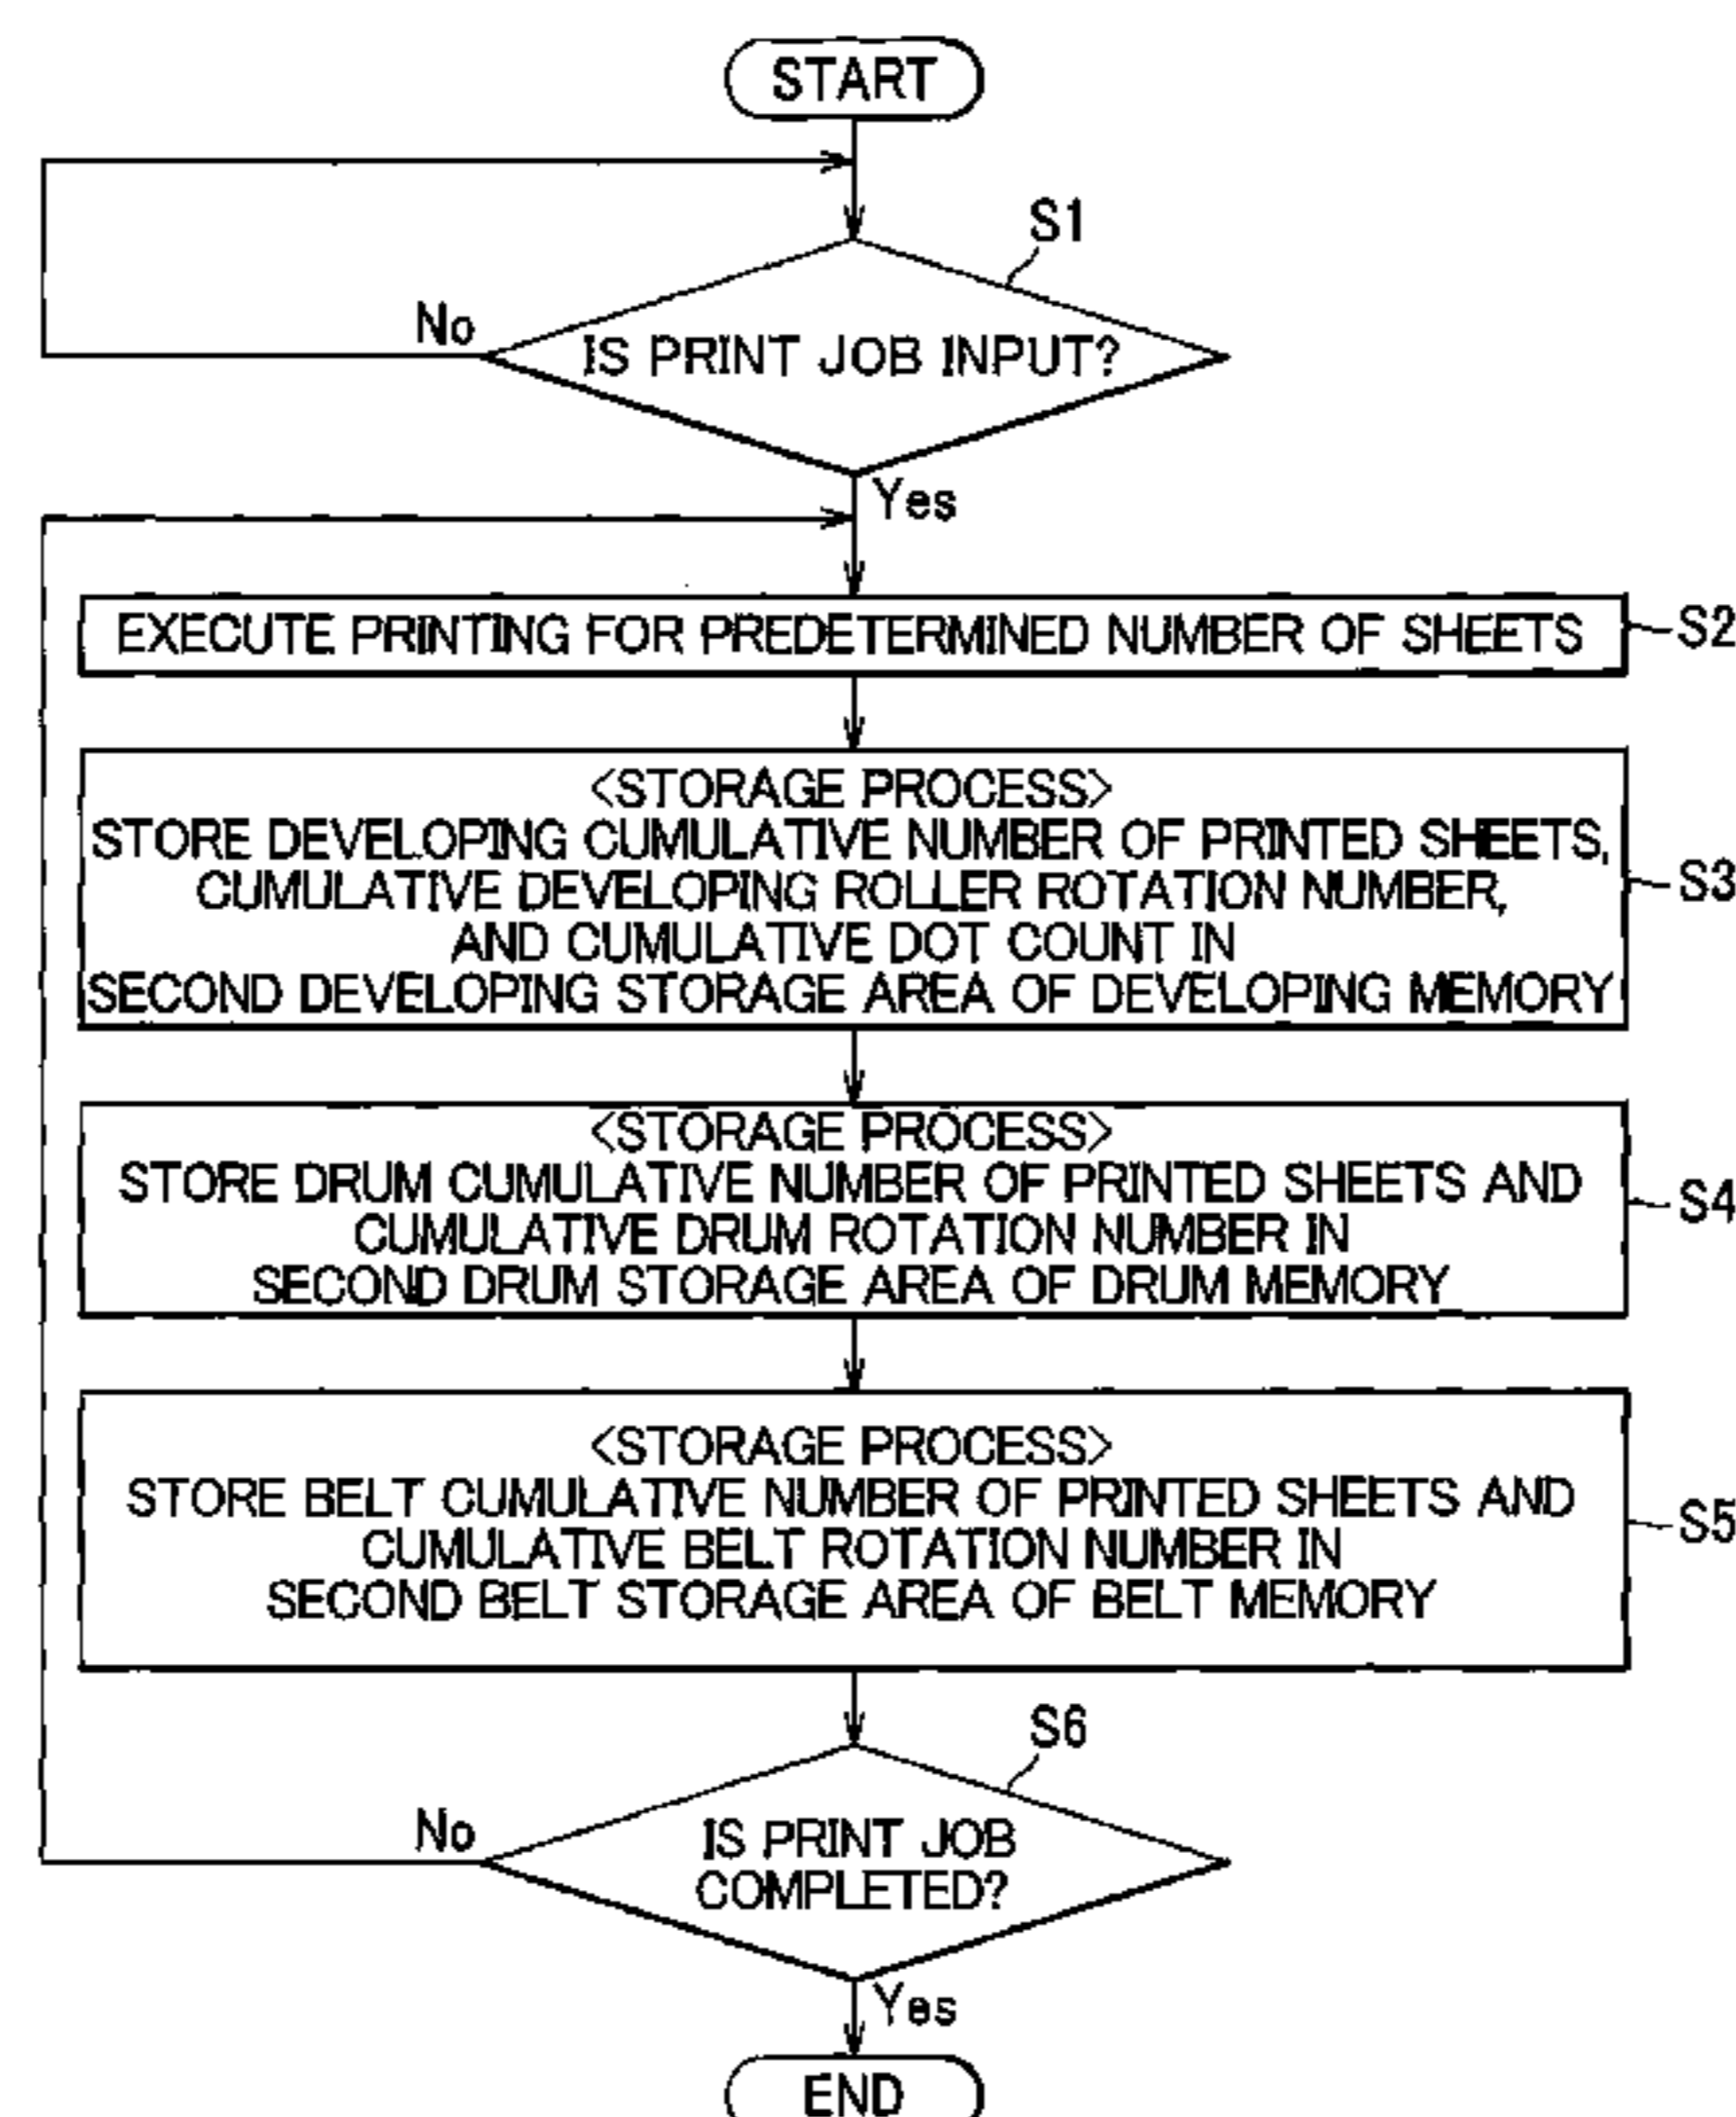 START
S1
No
IS PRINT JOB INPUT?
Yes
EXECUTE PRINTING FOR PREDETERMINED NUMBER OF SHEETS
S2
<STORAGE PROCESS>
STORE DEVELOPING CUMULATIVE NUMBER OF PRINTED SHEETS,
CUMULATIVE DEVELOPING ROLLER ROTATION NUMBER,
AND CUMULATIVE DOT COUNT IN
SECOND DEVELOPING STORAGE AREA OF DEVELOPING MEMORY
S3
<STORAGE PROCESS>
STORE DRUM CUMULATIVE NUMBER OF PRINTED SHEETS AND
CUMULATIVE DRUM ROTATION NUMBER IN
SECOND DRUM STORAGE AREA OF DRUM MEMORY
S4
<STORAGE PROCESS>
STORE BELT CUMULATIVE NUMBER OF PRINTED SHEETS AND
CUMULATIVE BELT ROTATION NUMBER IN
SECOND BELT STORAGE AREA OF BELT MEMORY
S5
S6
No
IS PRINT JOB
COMPLETED?
Yes
END